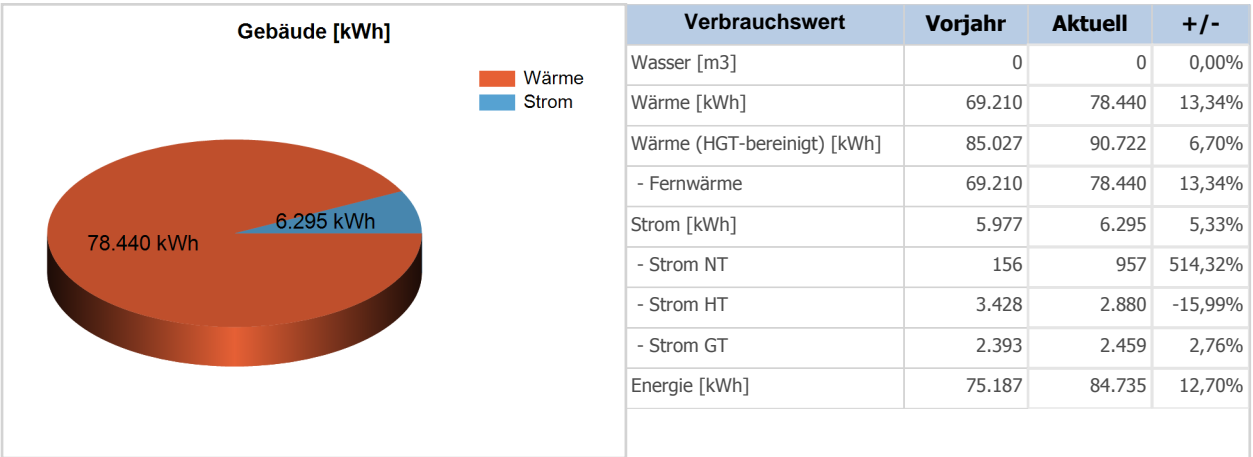 Gebäude [kWh]
Wärme
Strom
6.295 kWh
78.440 kWh
Verbrauchswert Vorjahr Aktuell +/-
Wasser [m3] 0 0 0,00%
Wärme [kWh] 69.210 78.440 13,34%
Wärme (HGT-bereinigt) [kWh] 85.027 90.722 6,70%
- Fernwärme 69.210 78.440 13,34%
Strom [kWh] 5.977 6.295 5,33%
- Strom NT 156 957 514,32%
- Strom HT 3.428 2.880 -15,99%
- Strom GT 2.393 2.459 2,76%
Energie [kWh] 75.187 84.735 12,70%